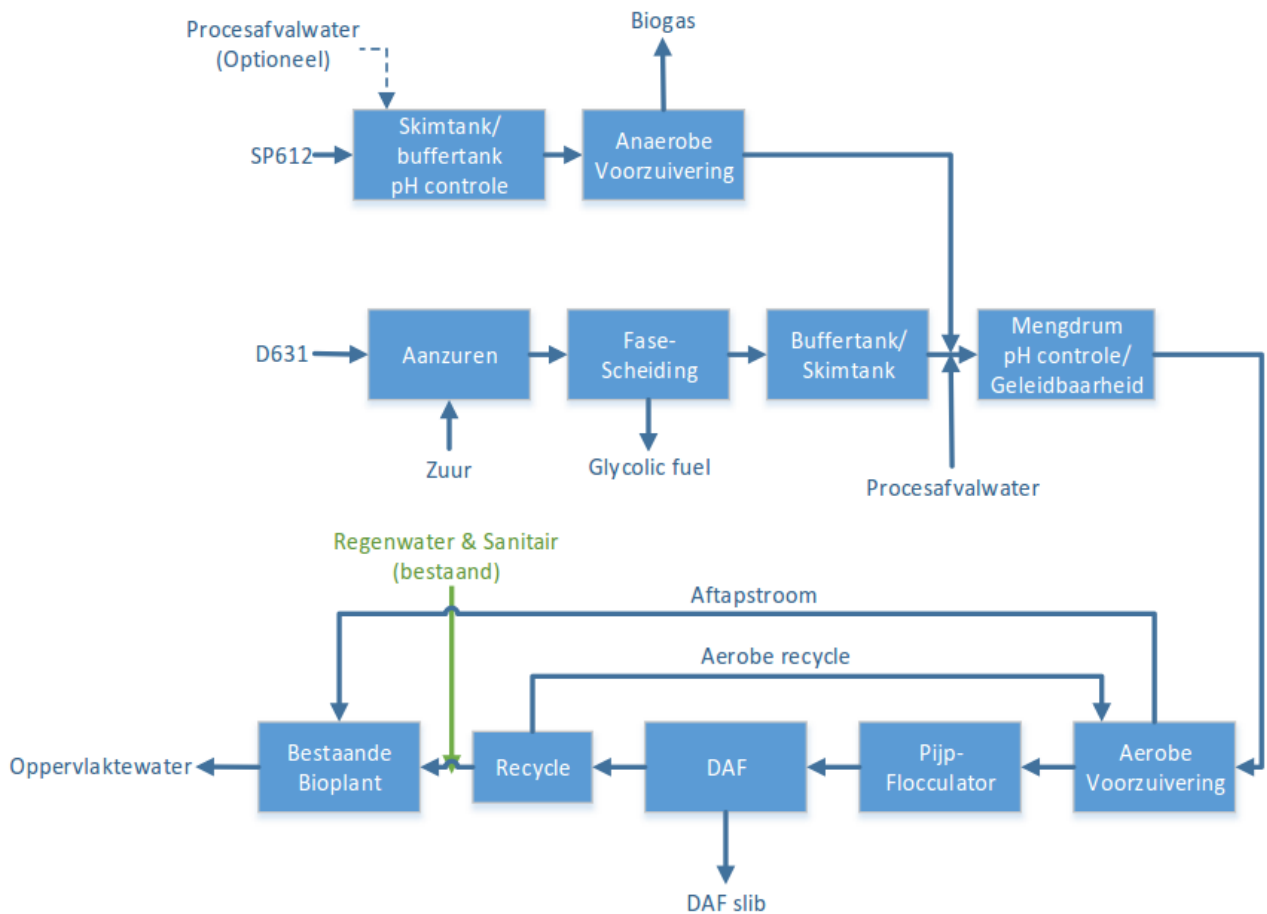 Biogas
Procesafvalwater
(Optioneel)
SP612
Skimtank/
buffertank
pH controle
Anaerobe
Voorzuivering
D631
Aanzuren
Fase-
Scheiding
Buffertank/
Skimtank
Mengdrum
pH controle/
Geleidbaarheid
Zuur
Glycolic fuel
Procesafvalwater
Regenwater & Sanitair
(bestaand)
Aftapstroom
Aerobe recycle
Oppervlaktewater
Bestaande
Bioplant
Recycle
DAF
Pijp-
Flocculator
Aerobe
Voorzuivering
DAF slib